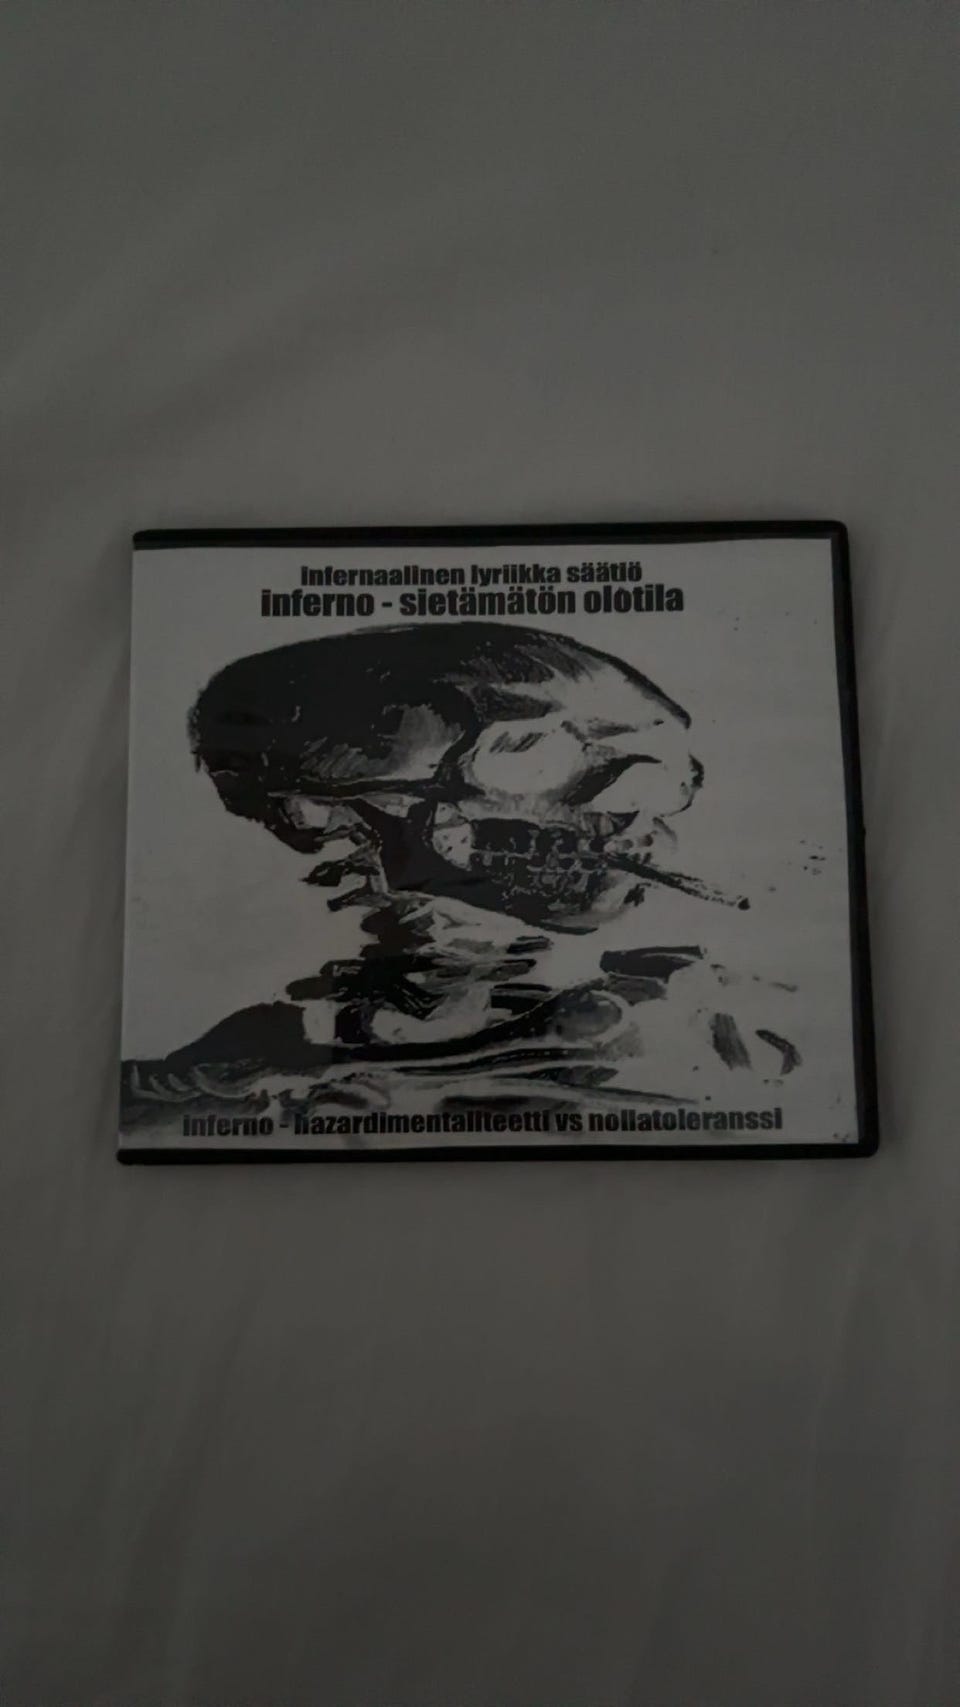 infernaalinen lyriikka säätiö
inferno - sietämätön olotila
inferno - hazardimentaliteetti vs nollatoleranssi